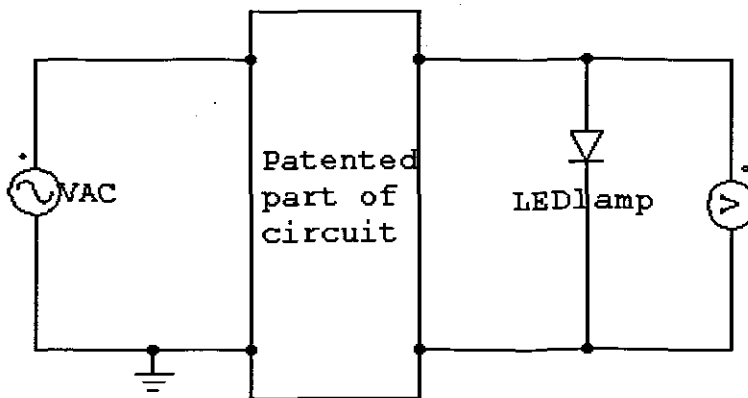 Patented
part of
circuit
VAC
LEDlamp
V